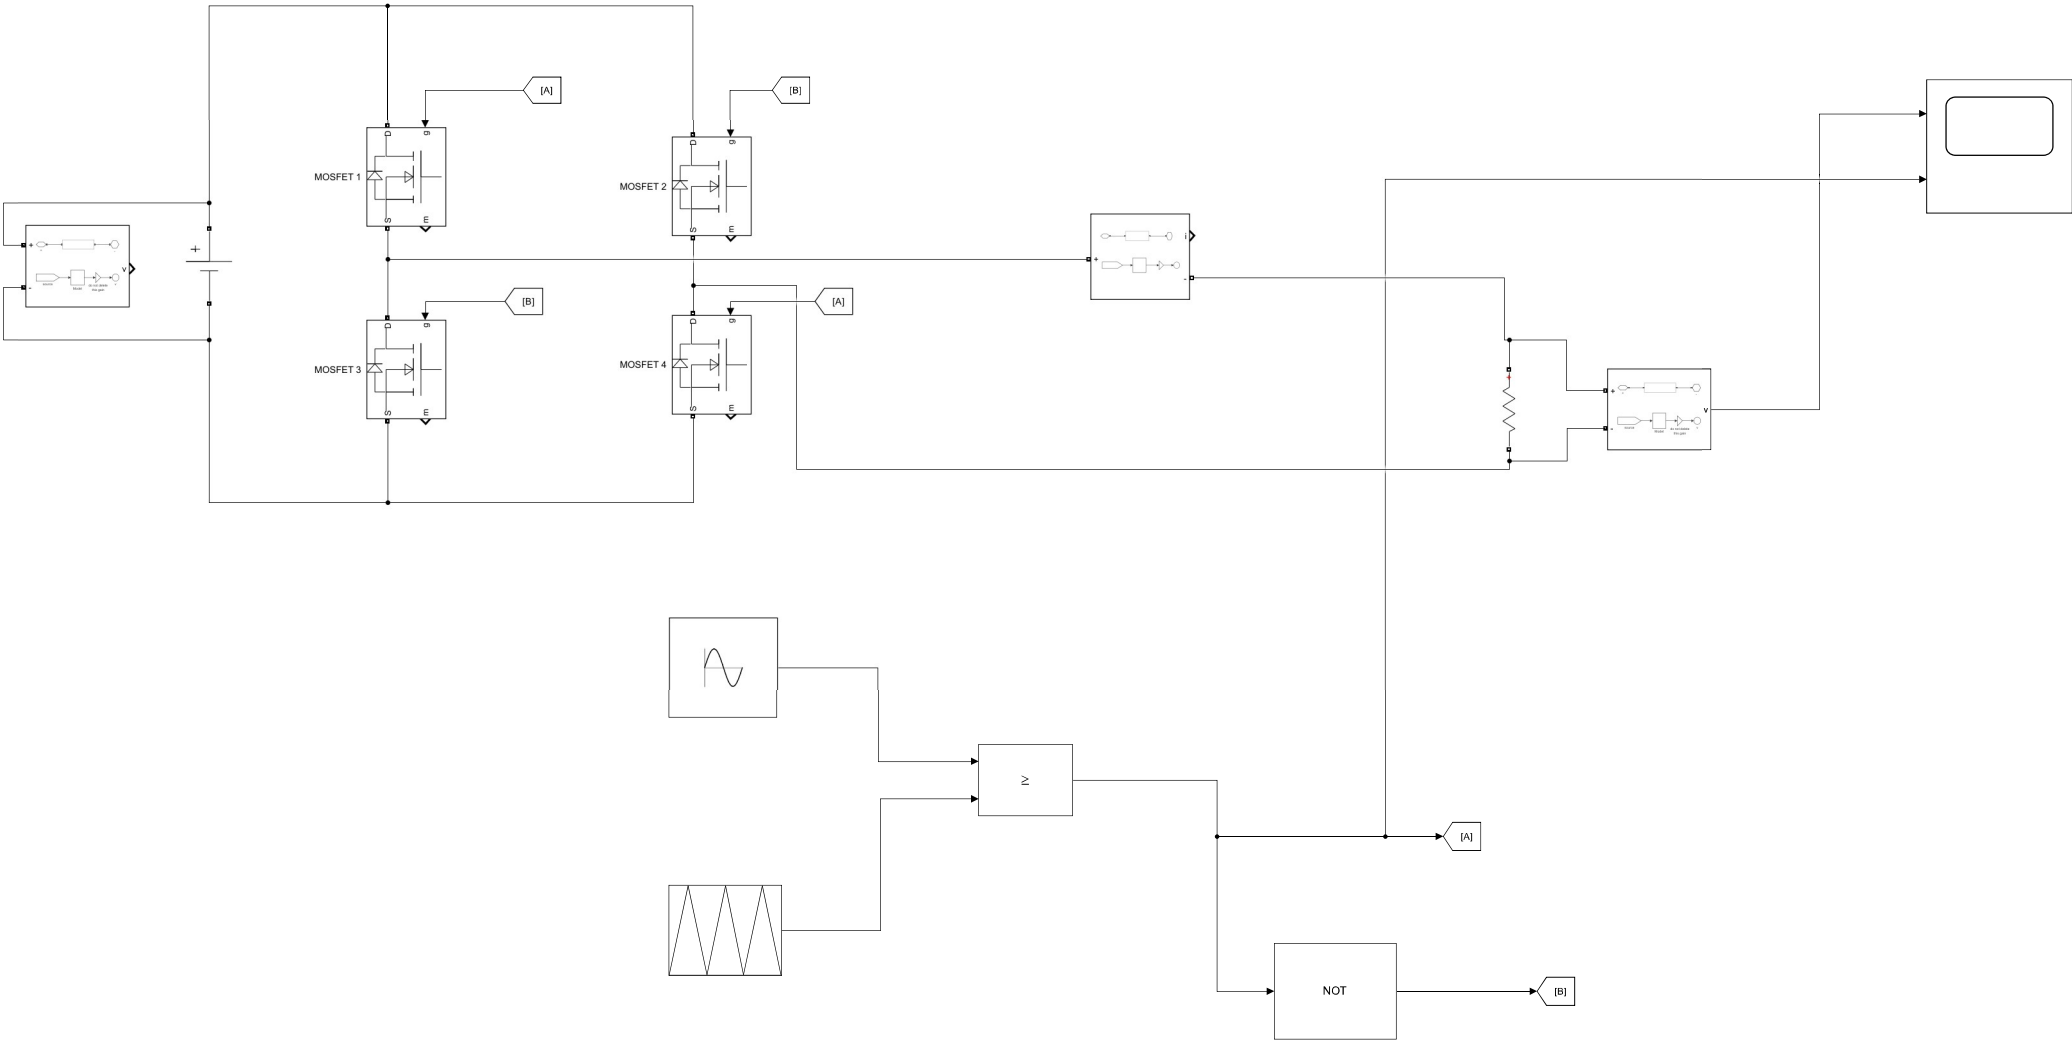 [A]
[B]
D
g
D
g
MOSFET 1
MOSFET 2
S
m
S
m
+
i
+
+
v
-
-
[B]
[A]
D
g
D
g
MOSFET 3
MOSFET 4
S
m
S
m
+
+
v
-
≥
[A]
NOT
[B]